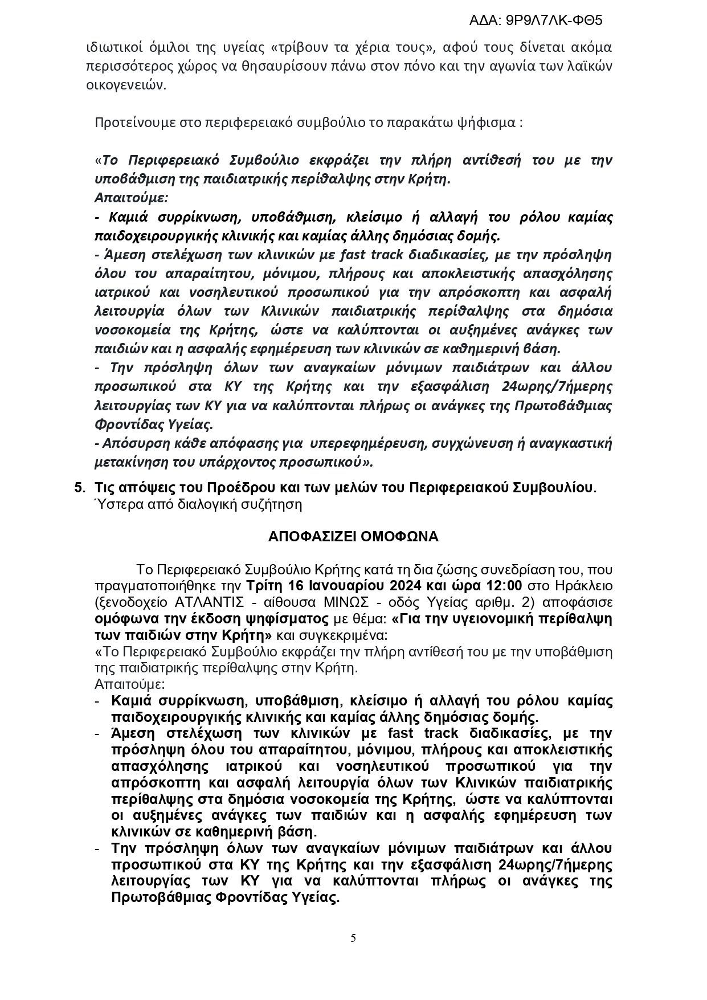 ΑΔΑ: 9Ρ9Λ7ΛΚ-ΦΘ5
ιδιωτικοί όμιλοι της υγείας «τρίβουν τα χέρια τους», αφού τους δίνεται ακόμα
περισσότερος χώρος να θησαυρίσουν πάνω στον πόνο και την αγωνία των λαϊκών
οικογενειών.
Προτείνουμε στο περιφερειακό συμβούλιο το παρακάτω ψήφισμα :
«Το Περιφερειακό Συμβούλιο εκφράζει την πλήρη αντίθεσή του με την
υποβάθμιση της παιδιατρικής περίθαλψης στην Κρήτη.
Απαιτούμε:
- Καμιά συρρίκνωση, υποβάθμιση, κλείσιμο ή αλλαγή του ρόλου καμίας
παιδοχειρουργικής κλινικής και καμίας άλλης δημόσιας δομής.
- Άμεση στελέχωση των κλινικών με fast track διαδικασίες, με την πρόσληψη
όλου του απαραίτητου, μόνιμου, πλήρους και αποκλειστικής απασχόλησης
ιατρικού και νοσηλευτικού προσωπικού για την απρόσκοπτη και ασφαλή
λειτουργία όλων των Κλινικών παιδιατρικής περίθαλψης στα δημόσια
νοσοκομεία της Κρήτης, ώστε να καλύπτονται οι αυξημένες ανάγκες των
παιδιών και η ασφαλής εφημέρευση των κλινικών σε καθημερινή βάση.
- Την πρόσληψη όλων των αναγκαίων μόνιμων παιδιάτρων και άλλου
προσωπικού στα ΚΥ της Κρήτης και την εξασφάλιση 24ωρης/7ήμερης
λειτουργίας των ΚΥ για να καλύπτονται πλήρως οι ανάγκες της Πρωτοβάθμιας
Φροντίδας Υγείας.
- Απόσυρση κάθε απόφασης για υπερεφημέρευση, συγχώνευση ή αναγκαστική
μετακίνηση του υπάρχοντος προσωπικού».
5. Τις απόψεις του Προέδρου και των μελών του Περιφερειακού Συμβουλίου.
Ύστερα από διαλογική συζήτηση
ΑΠΟΦΑΣΙΖΕΙ ΟΜΟΦΩΝΑ
Το Περιφερειακό Συμβούλιο Κρήτης κατά τη δια ζώσης συνεδρίαση του, που
πραγματοποιήθηκε την Τρίτη 16 Ιανουαρίου 2024 και ώρα 12:00 στο Ηράκλειο
(ξενοδοχείο ΑΤΛΑΝΤΙΣ - αίθουσα ΜΙΝΩΣ - οδός Υγείας αριθμ. 2) αποφάσισε
ομόφωνα την έκδοση ψηφίσματος με θέμα: «Για την υγειονομική περίθαλψη
των παιδιών στην Κρήτη» και συγκεκριμένα:
«Το Περιφερειακό Συμβούλιο εκφράζει την πλήρη αντίθεσή του με την υποβάθμιση
της παιδιατρικής περίθαλψης στην Κρήτη.
Απαιτούμε:
- Καμιά συρρίκνωση, υποβάθμιση, κλείσιμο ή αλλαγή του ρόλου καμίας
παιδοχειρουργικής κλινικής και καμίας άλλης δημόσιας δομής.
- Άμεση στελέχωση των κλινικών με fast track διαδικασίες, με την
πρόσληψη όλου του απαραίτητου, μόνιμου, πλήρους και αποκλειστικής
απασχόλησης ιατρικού και νοσηλευτικού προσωπικού για την
απρόσκοπτη και ασφαλή λειτουργία όλων των Κλινικών παιδιατρικής
περίθαλψης στα δημόσια νοσοκομεία της Κρήτης, ώστε να καλύπτονται
οι αυξημένες ανάγκες των παιδιών και η ασφαλής εφημέρευση των
κλινικών σε καθημερινή βάση.
- Την πρόσληψη όλων των αναγκαίων μόνιμων παιδιάτρων και άλλου
προσωπικού στα ΚΥ της Κρήτης και την εξασφάλιση 24ωρης/7ήμερης
λειτουργίας των ΚΥ για να καλύπτονται πλήρως οι ανάγκες της
Πρωτοβάθμιας Φροντίδας Υγείας.
5